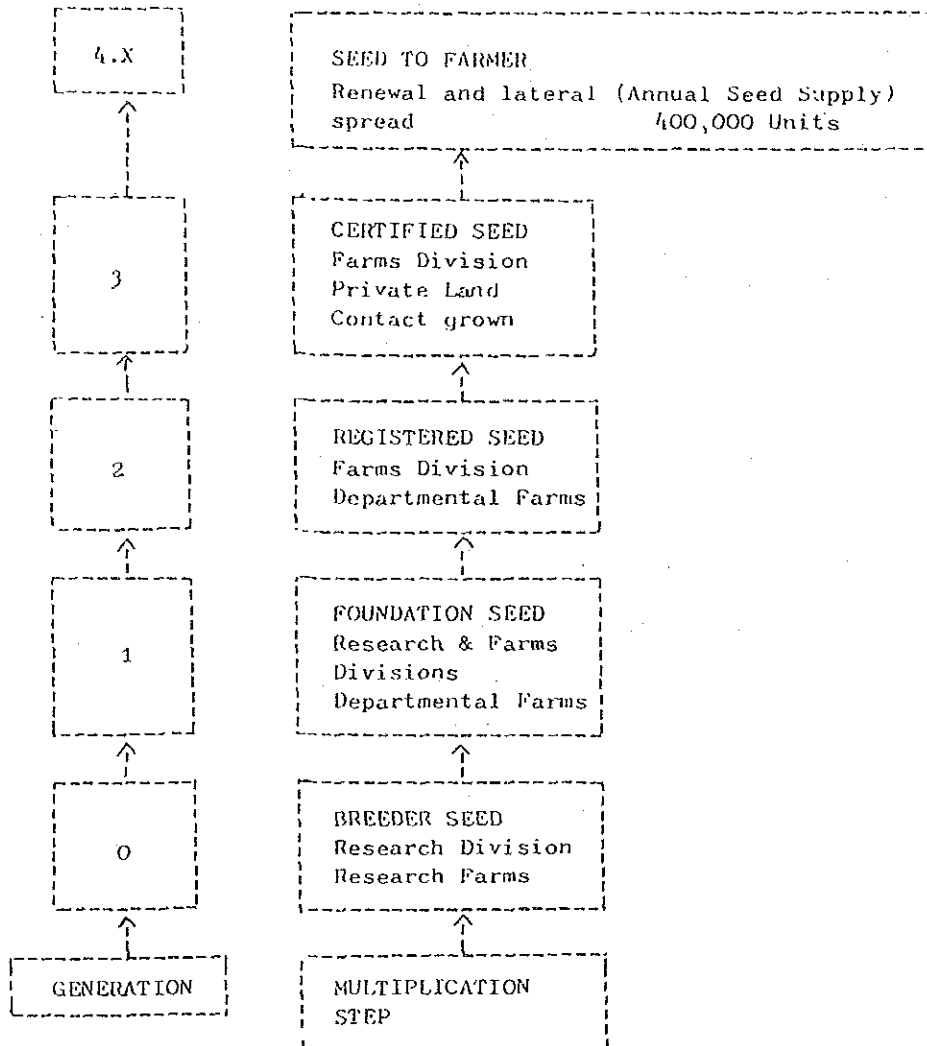 4.X
SEED TO FARMER
Renewal and lateral (Annual Seed Supply)
spread 400,000 Units
3
CERTIFIED SEED
Farms Division
Private Land
Contact grown
2
REGISTERED SEED
Farms Division
Departmental Farms
1
FOUNDATION SEED
Research & Farms
Divisions
Departmental Farms
0
BREEDER SEED
Research Division
Research Farms
GENERATION
MULTIPLICATION
STEP